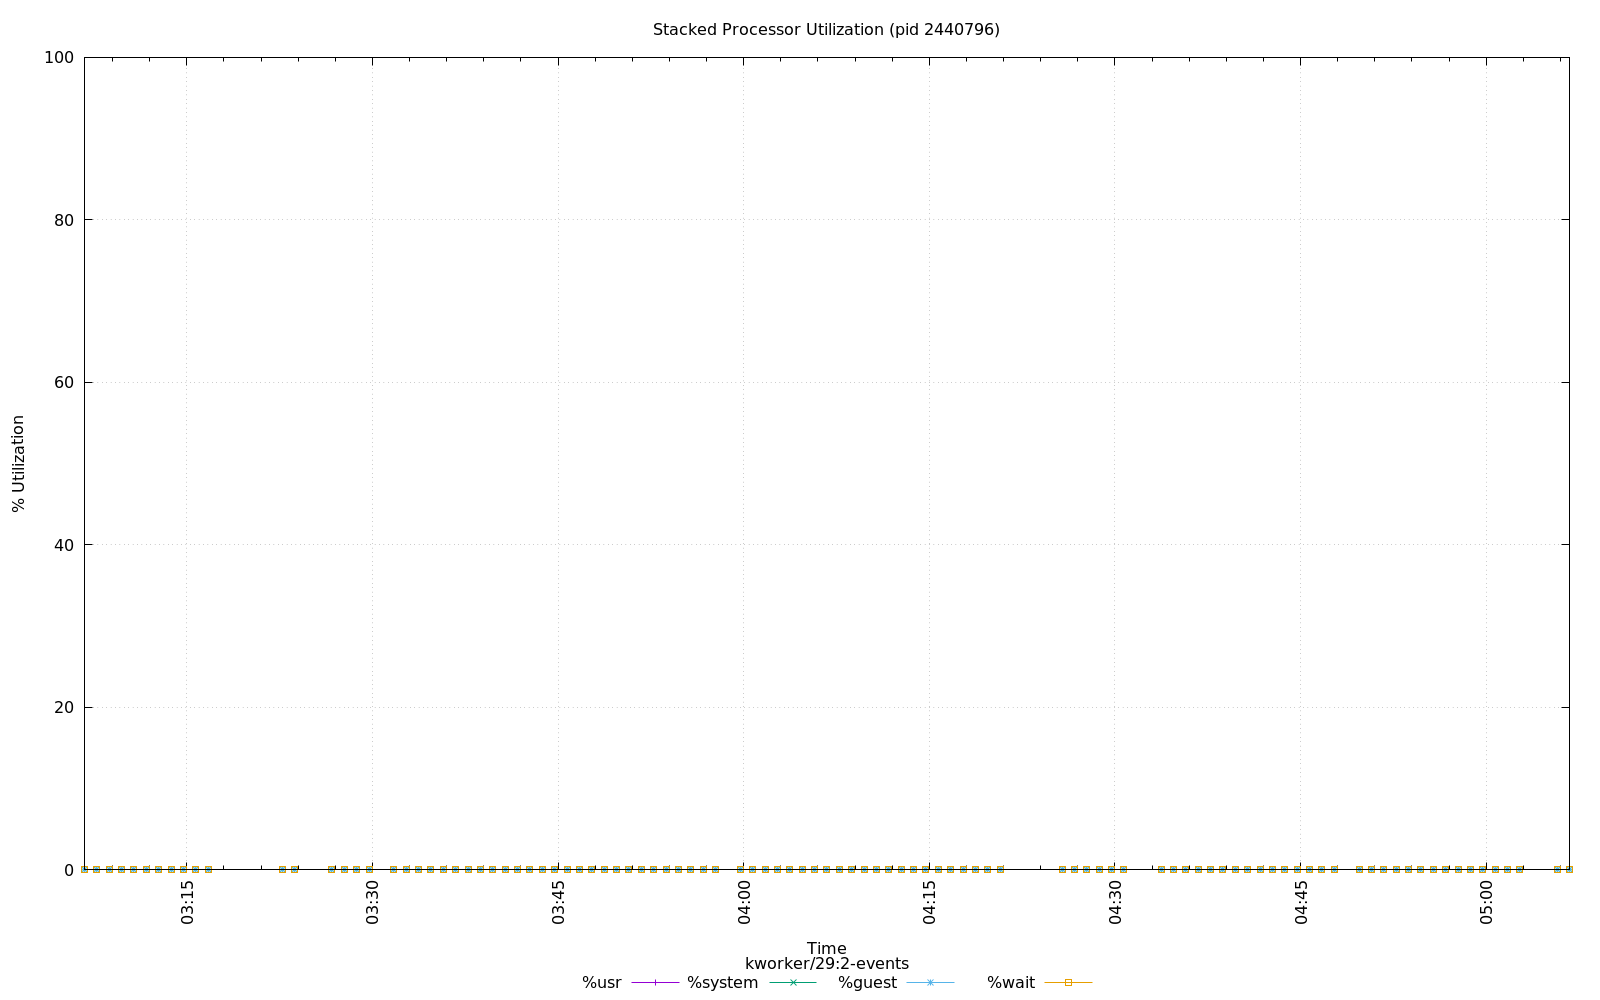 Stacked Processor Utilization (pid 2440796)
100
80
60
40
20
0
% Utilization
03:15
03:30
03:45
04:00
04:15
04:30
04:45
05:00
Time
kworker/29:2-events
%usr %system %guest %wait